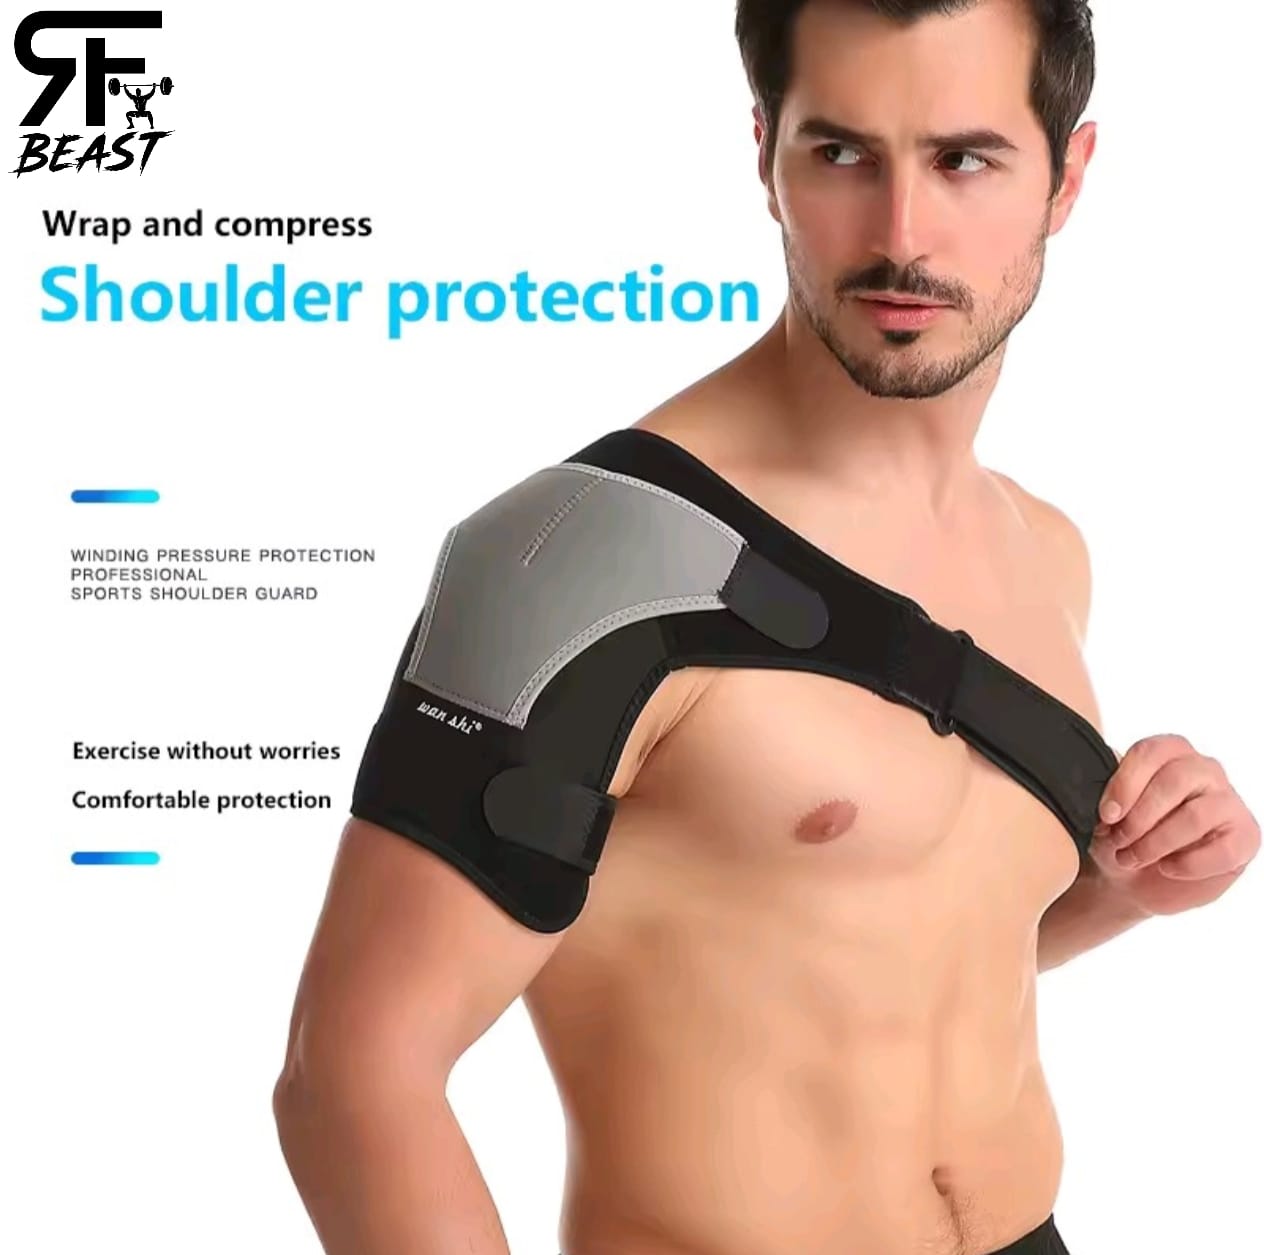 RF
BEAST
Wrap and compress
Shoulder protection
WINDING PRESSURE PROTECTION
PROFESSIONAL
SPORTS SHOULDER GUARD
wan shi®
Exercise without worries
Comfortable protection